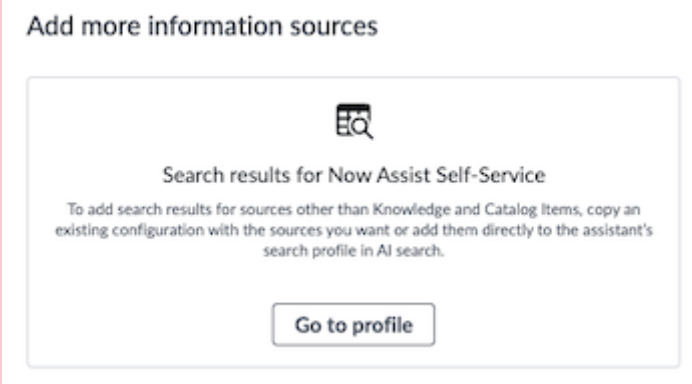 Add more information sources
Search results for Now Assist Self-Service
To add search results for sources other than Knowledge and Catalog Items, copy an
existing configuration with the sources you want or add them directly to the assistant's
search profile in AI search.
Go to profile